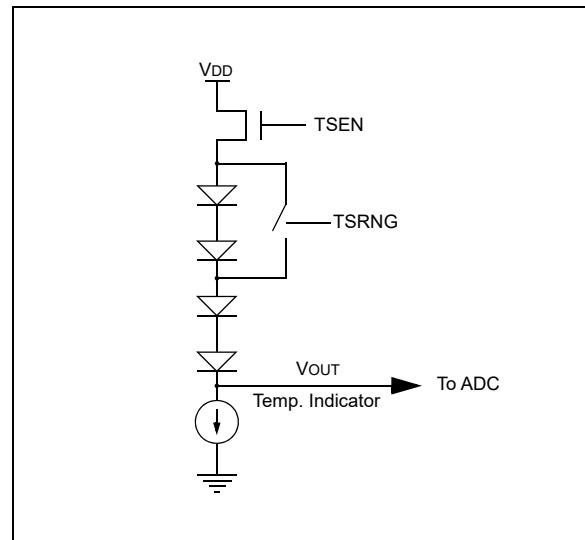 VDD
TSEN
TSRNG
VOUT
To ADC
Temp. Indicator